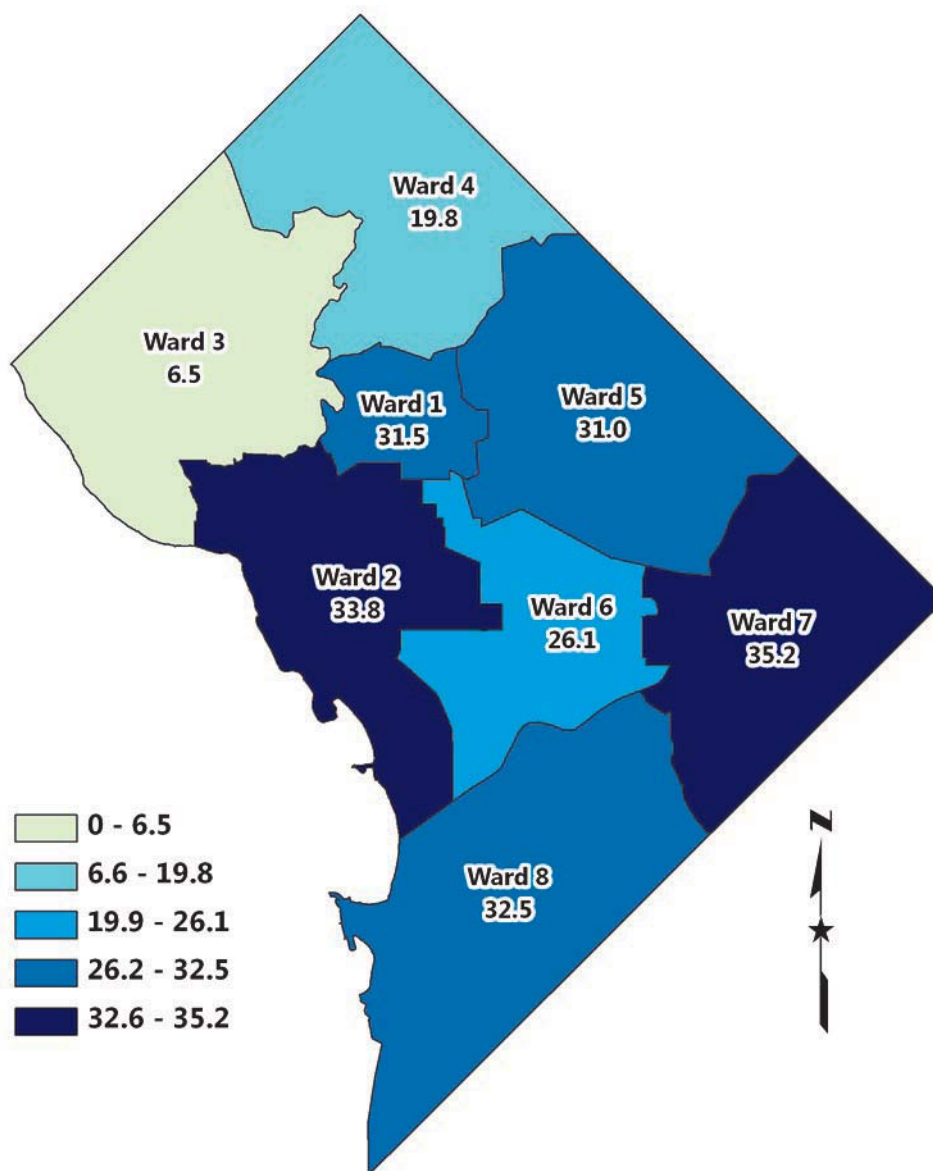 Ward 4
19.8
Ward 3
6.5
Ward 1
31.5
Ward 5
31.0
Ward 2
33.8
Ward 6
26.1
Ward 7
35.2
Ward 8
32.5
0 - 6.5
6.6 - 19.8
19.9 - 26.1
26.2 - 32.5
32.6 - 35.2
N